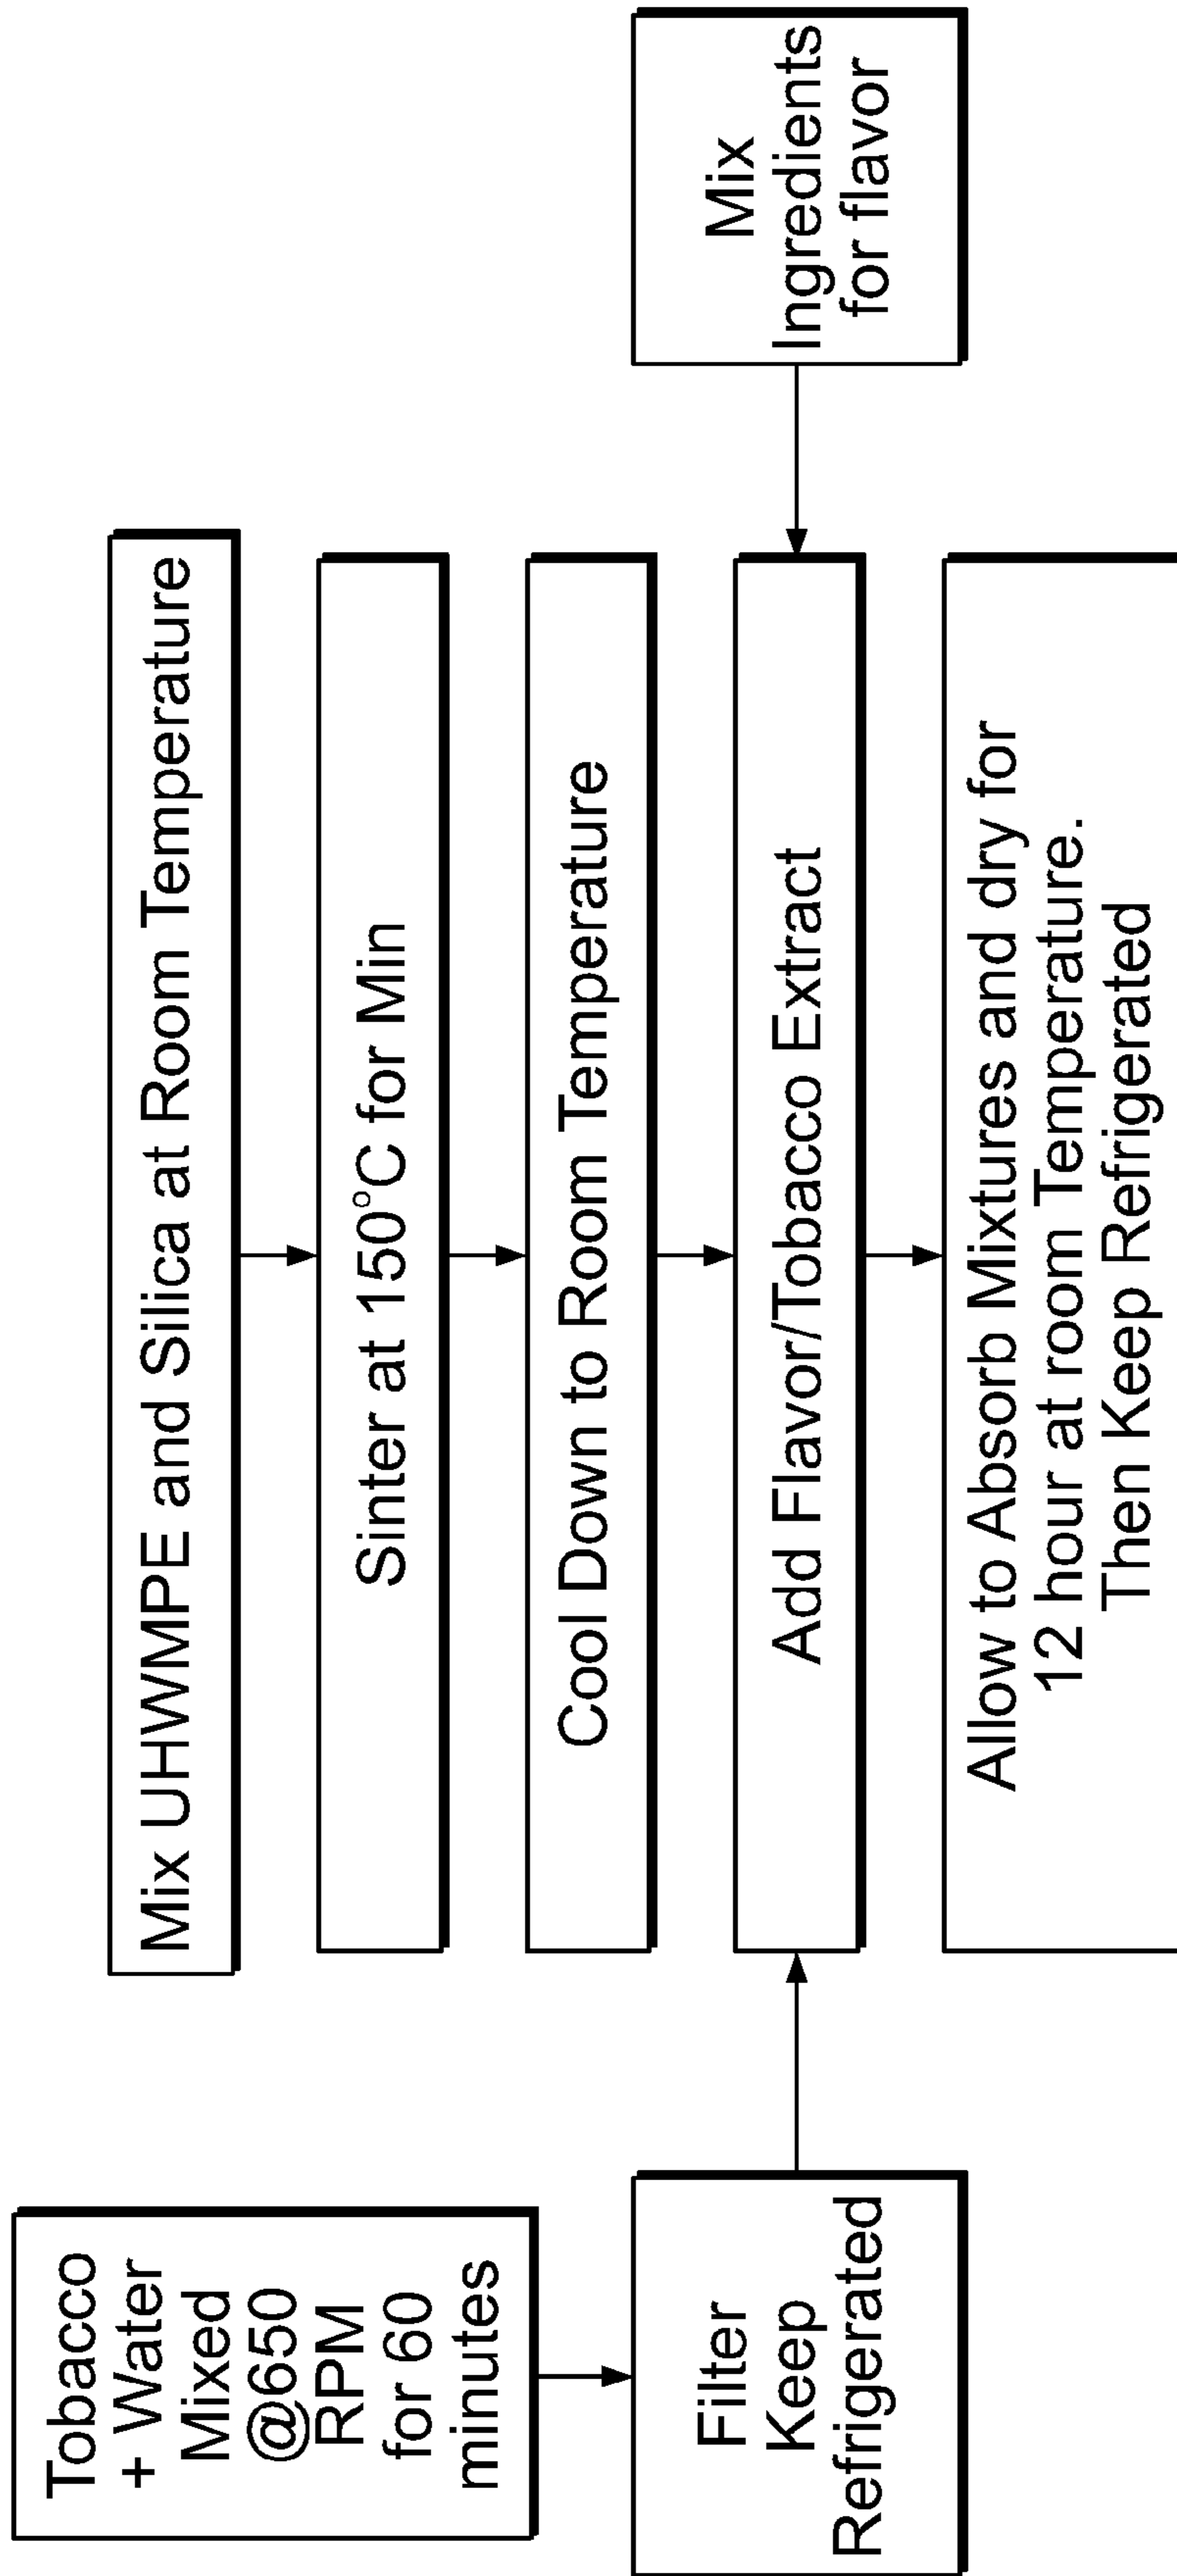 Tobacco
+ Water
Mixed
@650
RPM
for 60
minutes
Filter
Keep
Refrigerated
Mix UHWMPE and Silica at Room Temperature
Sinter at 150°C for Min
Cool Down to Room Temperature
Add Flavor/Tobacco Extract
Allow to Absorb Mixtures and dry for
12 hour at room Temperature.
Then Keep Refrigerated
Mix
Ingredients
for flavor